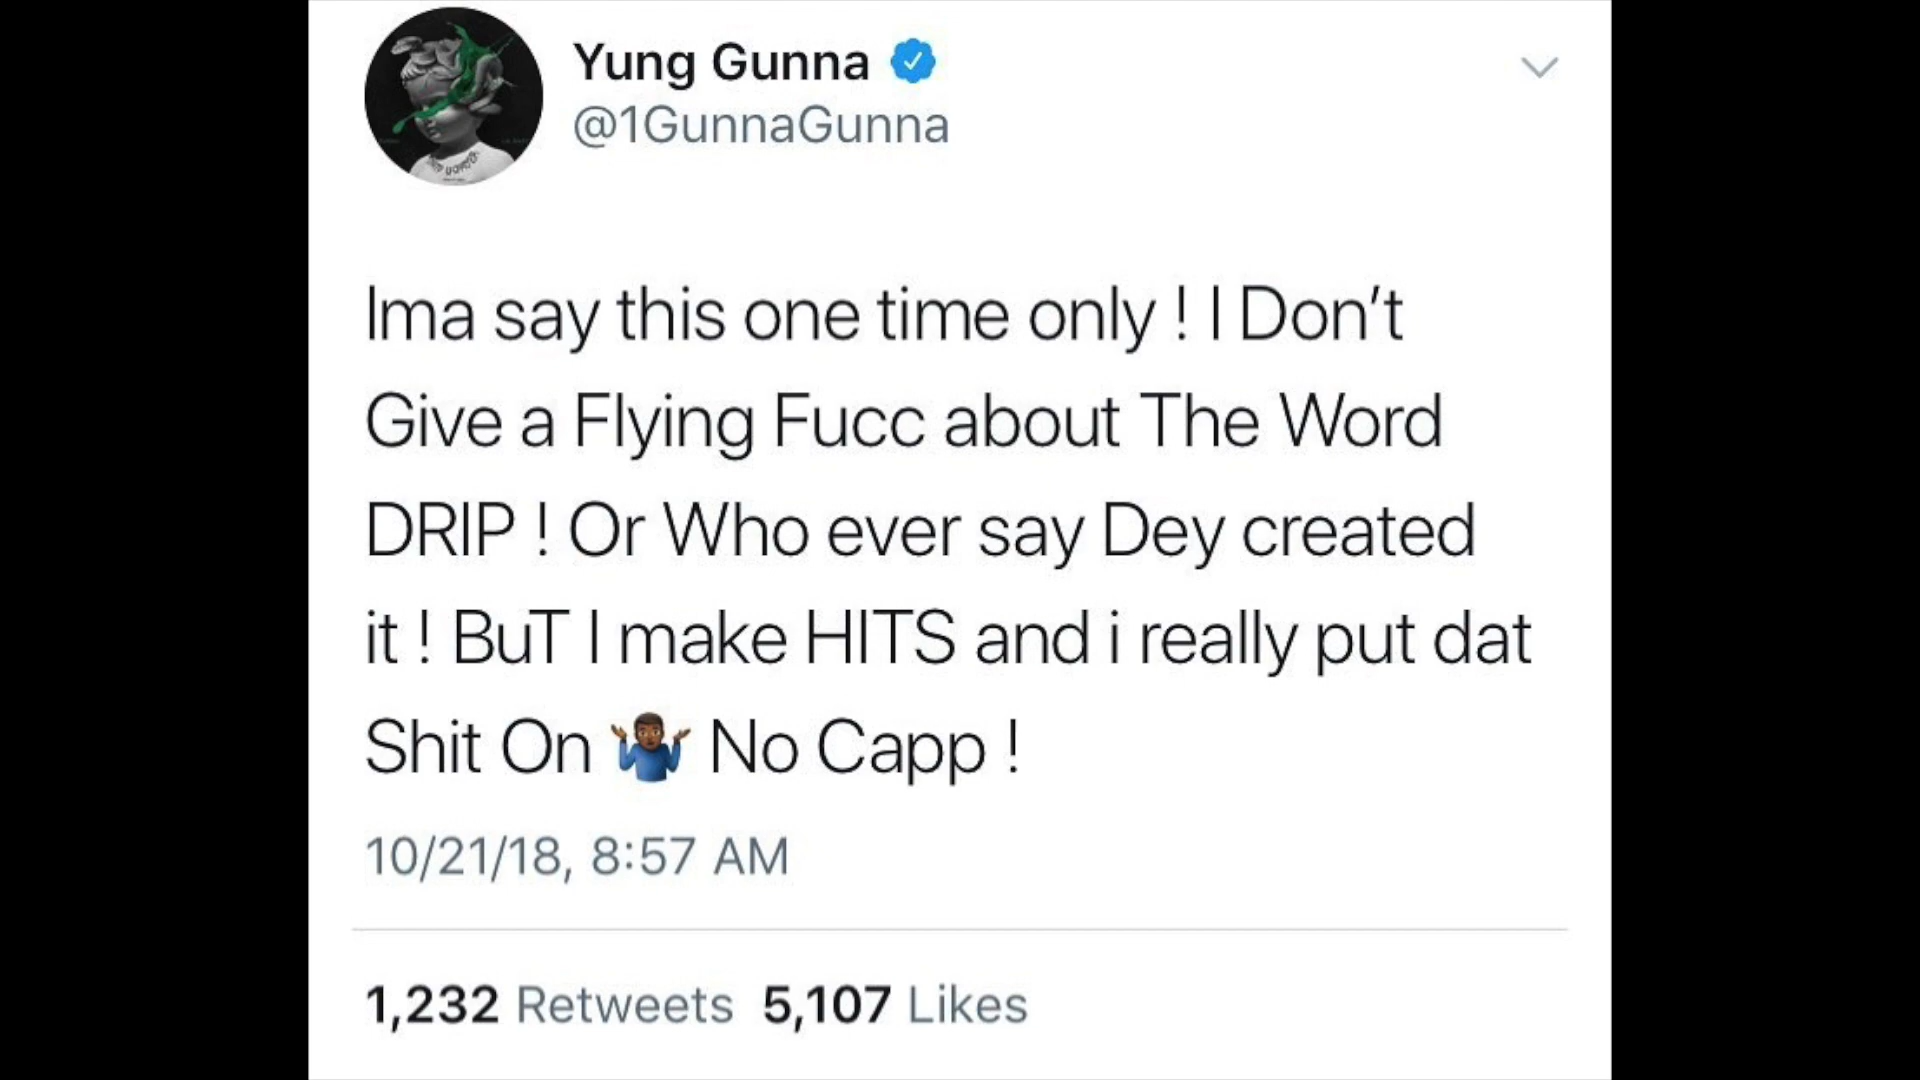 Yung Gunna
@1GunnaGunna
Ima say this one time only ! I Don’t
Give a Flying Fucc about The Word
DRIP ! Or Who ever say Dey created
it ! BuT I make HITS and i really put dat
Shit On 🤷🏾‍♂️ No Capp !
10/21/18, 8:57 AM
1,232 Retweets 5,107 Likes